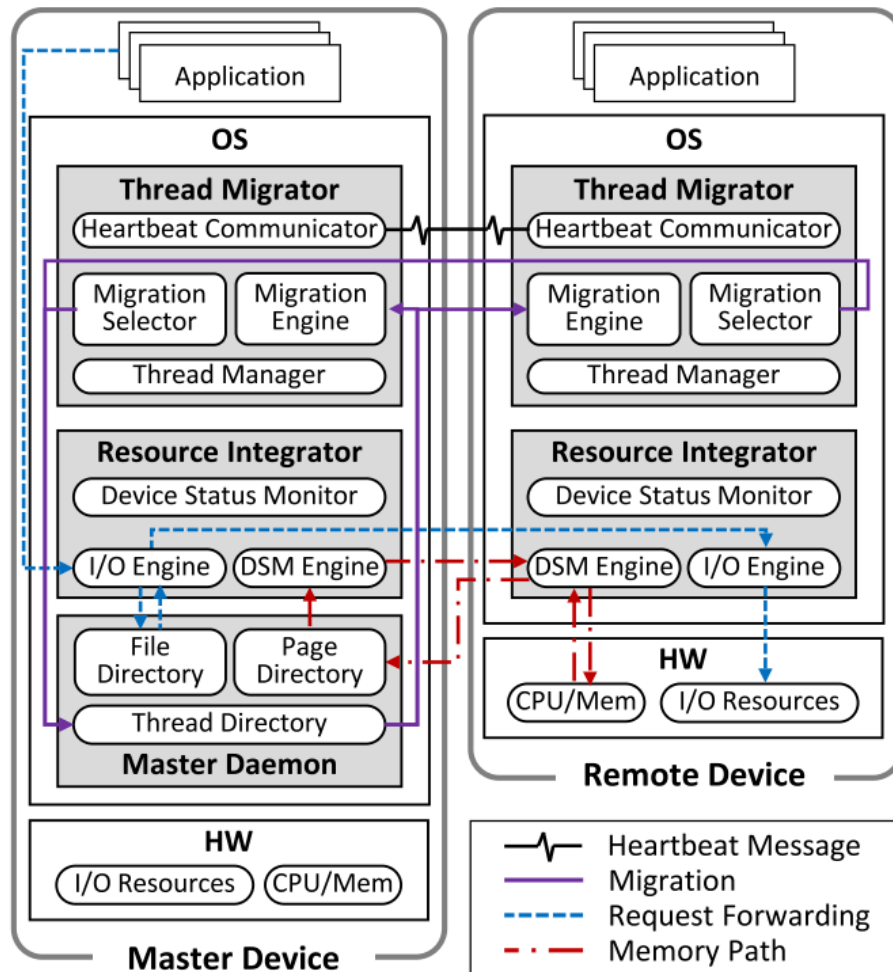 Application
OS
Thread Migrator
Heartbeat Communicator
Migration
Selector
Migration
Engine
Thread Manager
Resource Integrator
Device Status Monitor
I/O Engine
DSM Engine
File
Directory
Page
Directory
Thread Directory
Master Daemon
HW
I/O Resources
CPU/Mem
Master Device
Application
OS
Thread Migrator
Heartbeat Communicator
Migration
Engine
Migration
Selector
Thread Manager
Resource Integrator
Device Status Monitor
DSM Engine
I/O Engine
HW
CPU/Mem
I/O Resources
Remote Device
Heartbeat Message
Migration
Request Forwarding
Memory Path